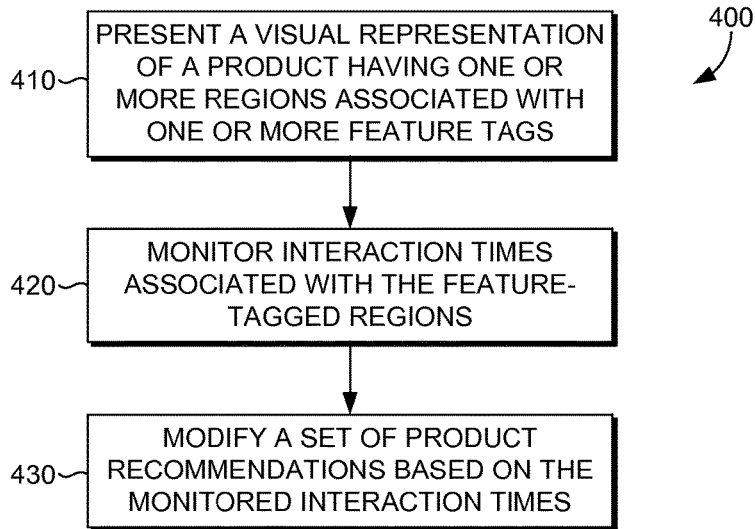 400
410
PRESENT A VISUAL REPRESENTATION
OF A PRODUCT HAVING ONE OR
MORE REGIONS ASSOCIATED WITH
ONE OR MORE FEATURE TAGS
420
MONITOR INTERACTION TIMES
ASSOCIATED WITH THE FEATURE-
TAGGED REGIONS
430
MODIFY A SET OF PRODUCT
RECOMMENDATIONS BASED ON THE
MONITORED INTERACTION TIMES